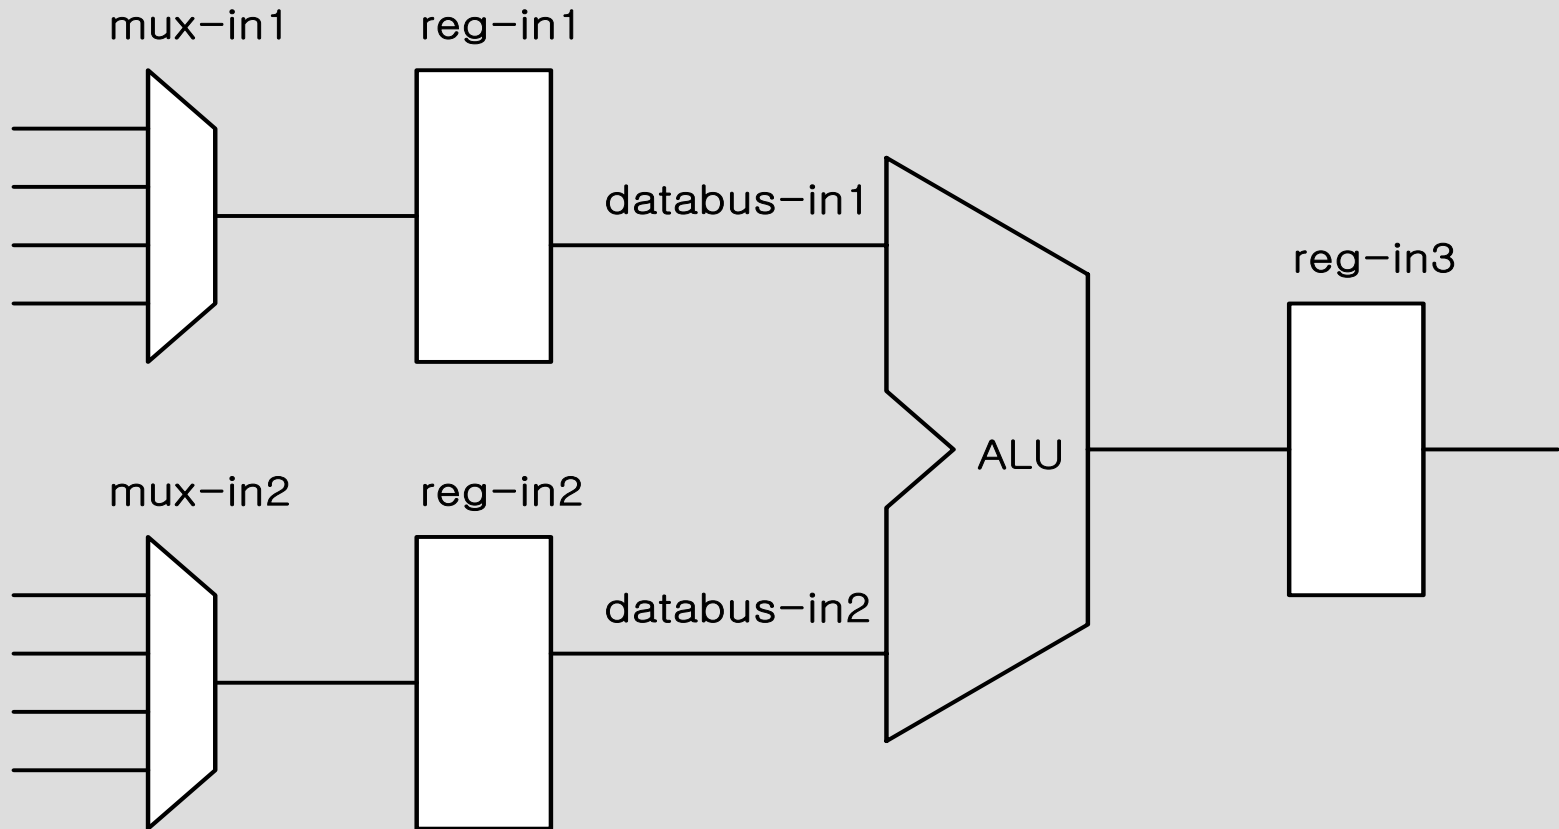 mux-in1
reg-in1
databus-in1
reg-in3
ALU
mux-in2
reg-in2
databus-in2